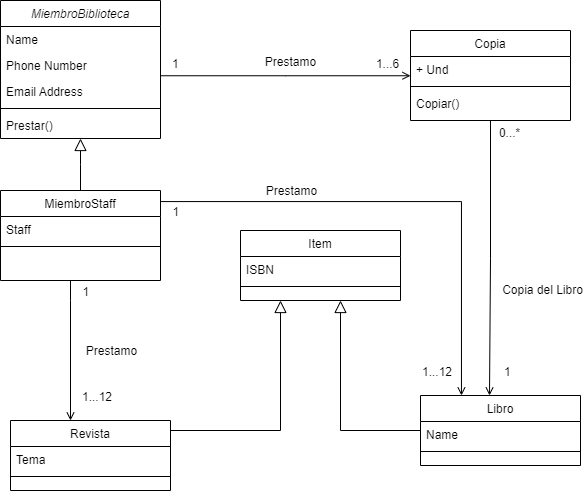 MiembroBiblioteca
Name
Phone Number
Email Address
Prestar()
1
Prestamo
1...6
Copia
+ Und
Copiar()
0...*
MiembroStaff
Staff
1
Prestamo
Item
ISBN
1
Prestamo
1...12
Copia del Libro
1...12
1
Revista
Tema
Libro
Name